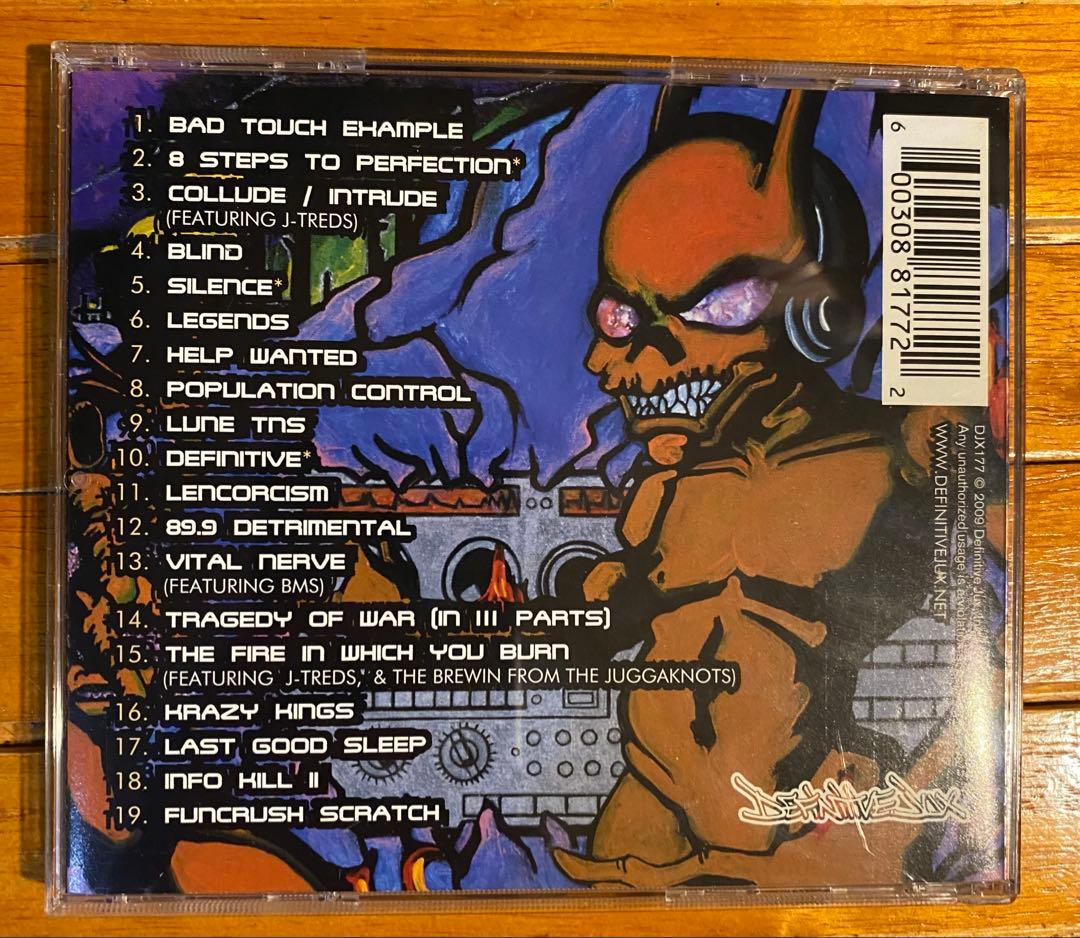 1. BAD TOUCH EXAMPLE
2. 8 STEPS TO PERFECTION*
3. COLLUDE / INTRUDE
(FEATURING J-TREDS)
4. BLIND
5. SILENCE*
6. LEGENDS
7. HELP WANTED
8. POPULATION CONTROL
9. LUNE TNS
10. DEFINITIVE*
11. LENCORCISM
12. 89.9 DETRIMENTAL
13. VITAL NERVE
(FEATURING BMS)
14. TRAGEDY OF WAR (IN III PARTS)
15. THE FIRE IN WHICH YOU BURN
(FEATURING J-TREDS, & THE BREWIN FROM THE JUGGAKNOTS)
16. KRAZY KINGS
17. LAST GOOD SLEEP
18. INFO KILL II
19. FUNCRUSH SCRATCH
6 00308 81772 2
DJX177 © 2009 Definitive Jux
Any unauthorized usage is a
WWW.DEFINITIVEJUX.NET
DEFINITIVE JUX